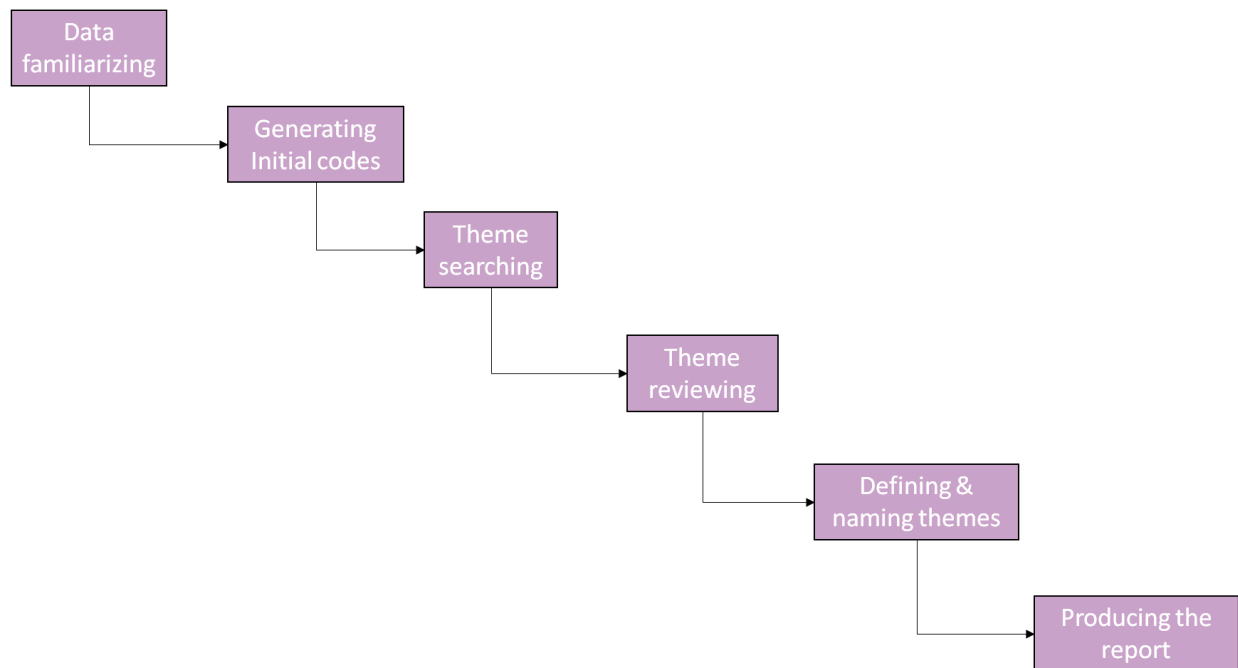 Data
familiarizing
Generating
Initial codes
Theme
searching
Theme
reviewing
Defining &
naming themes
Producing the
report